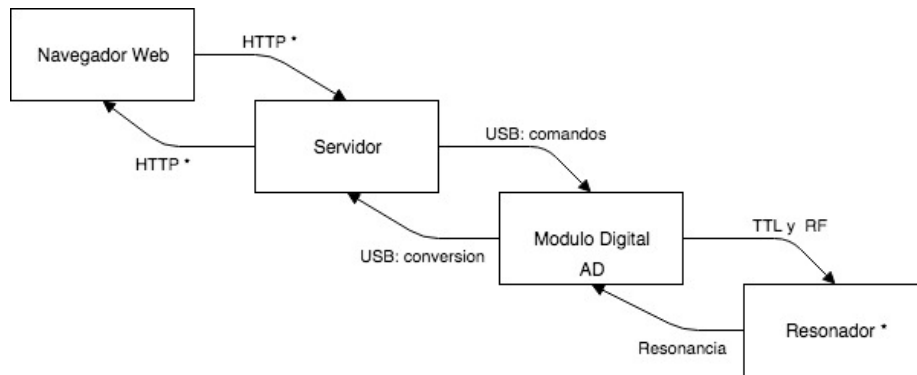 HTTP *
Navegador Web
Servidor
HTTP *
USB: comandos
TTL y RF
Modulo Digital
USB: conversion
AD
Resonador *
Resonancia